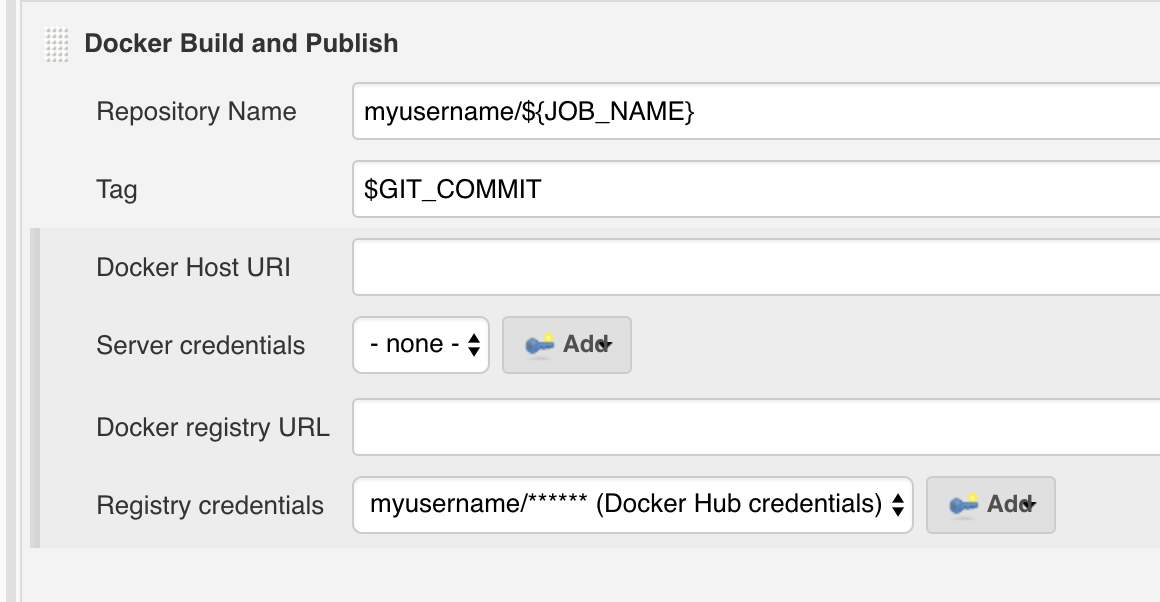 Docker Build and Publish
Repository Name myusername/${JOB_NAME}
Tag $GIT_COMMIT
Docker Host URI
Server credentials - none - Add
Docker registry URL
Registry credentials myusername/****** (Docker Hub credentials) Add